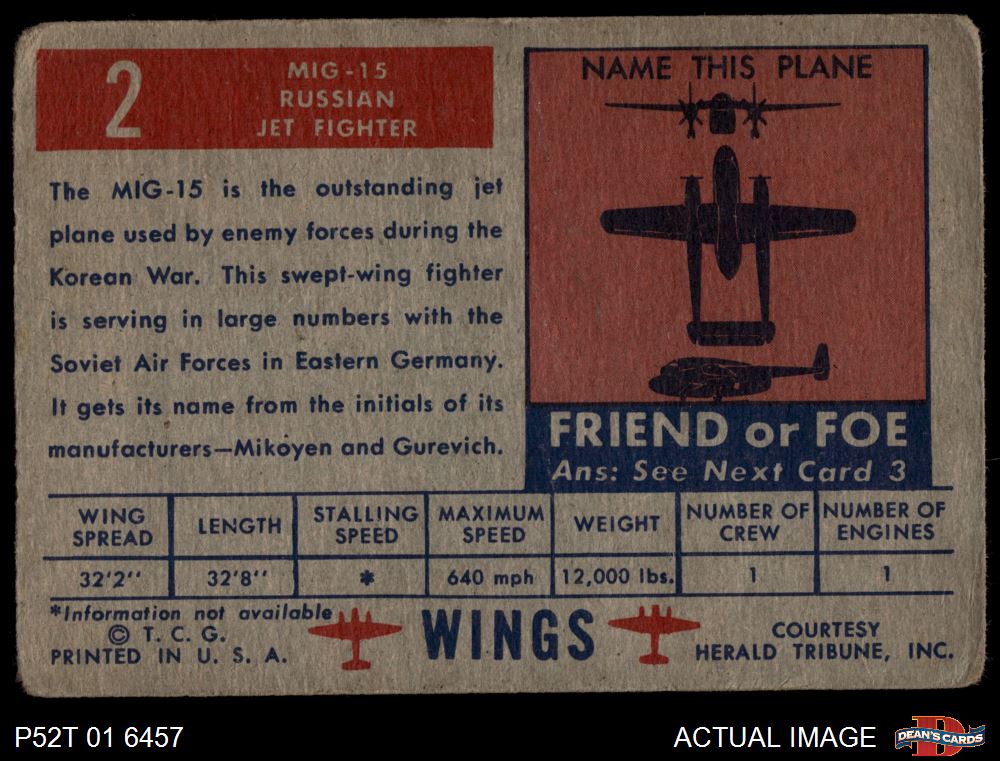 2
MIG-15
RUSSIAN
JET FIGHTER
The MIG-15 is the outstanding jet
plane used by enemy forces during the
Korean War. This swept-wing fighter
is serving in large numbers with the
Soviet Air Forces in Eastern Germany.
It gets its name from the initials of its
manufacturers—Mikoyen and Gurevich.
NAME THIS PLANE
FRIEND or FOE
Ans: See Next Card 3
WING SPREAD LENGTH STALLING SPEED MAXIMUM SPEED WEIGHT NUMBER OF CREW NUMBER OF ENGINES
32'2'' 32'8'' * 640 mph 12,000 lbs. 1 1
*Information not available
© T. C. G.
PRINTED IN U. S. A.
WINGS
COURTESY
HERALD TRIBUNE, INC.
P52T 01 6457
ACTUAL IMAGE
D
DEAN'S CARDS